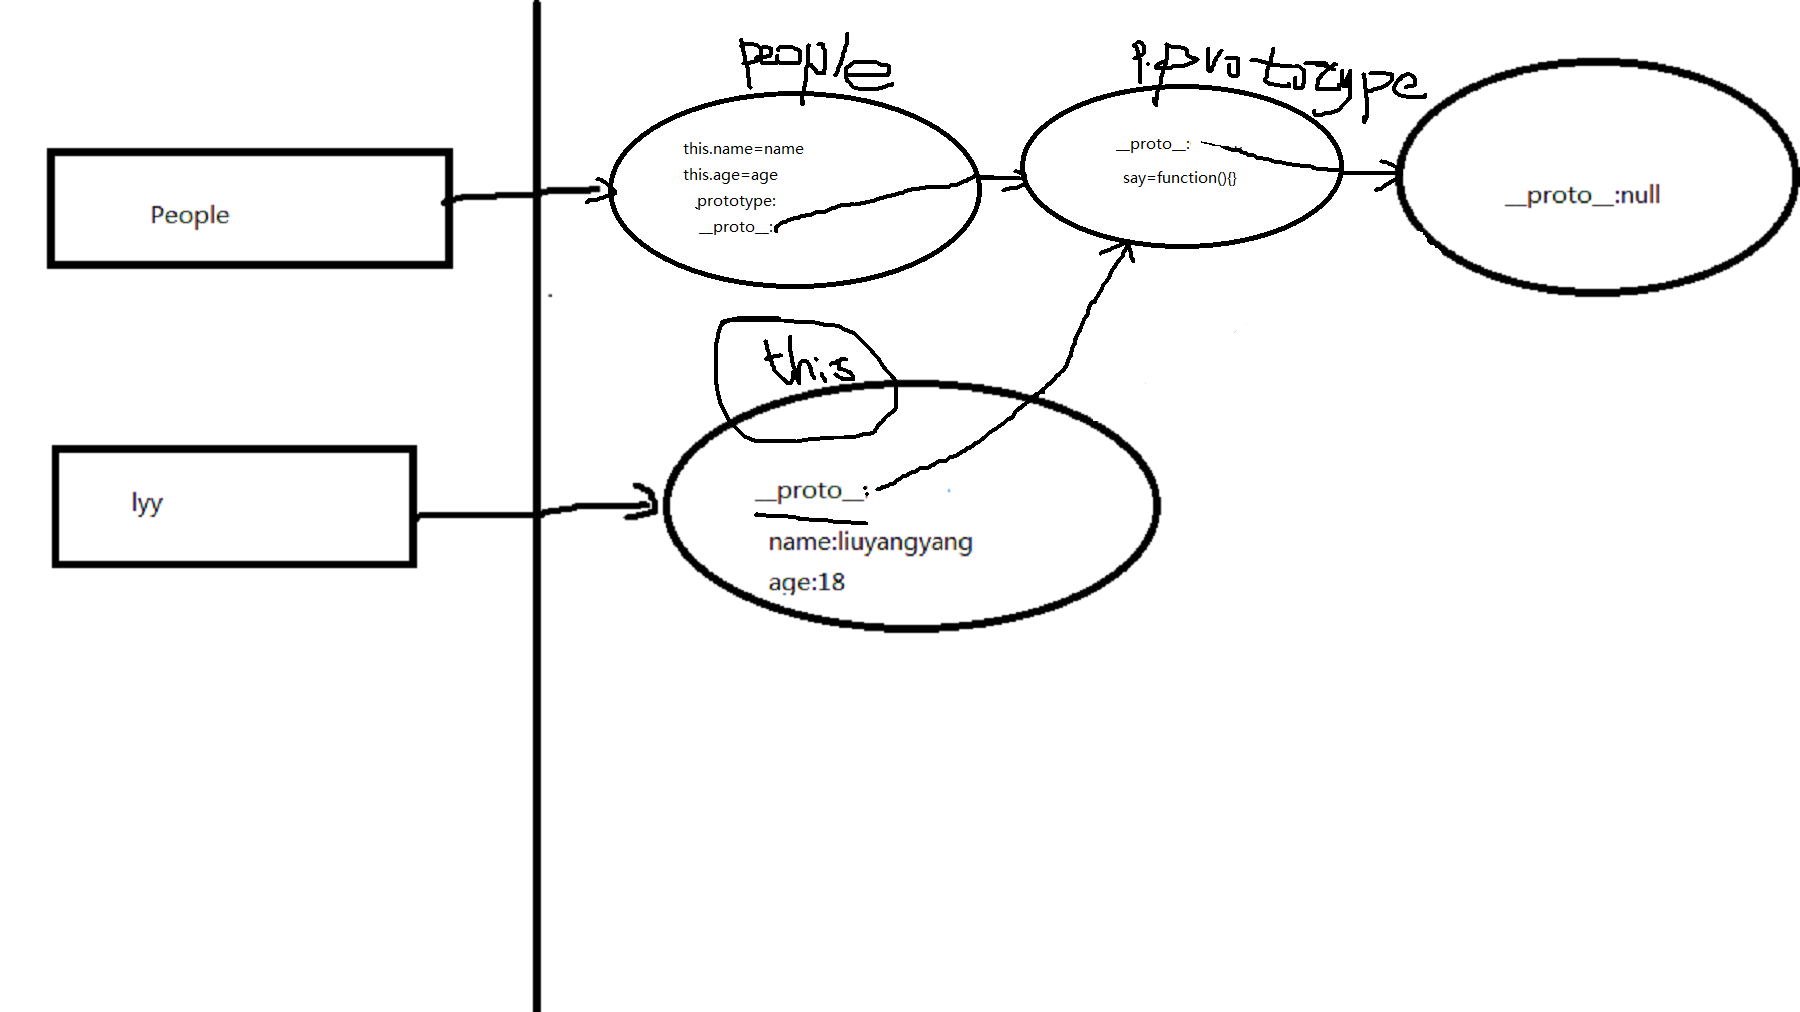 people
p.prototype
People
this.name=name
this.age=age
prototype:
__proto__:
__proto__:
say=function(){}
__proto__:null
this
lyy
__proto__:
name:liuyangyang
age:18